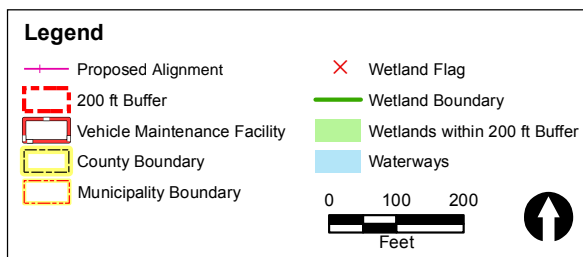 Legend
Proposed Alignment
200 ft Buffer
Vehicle Maintenance Facility
County Boundary
Municipality Boundary
Wetland Flag
Wetland Boundary
Wetlands within 200 ft Buffer
Waterways
0 100 200
Feet